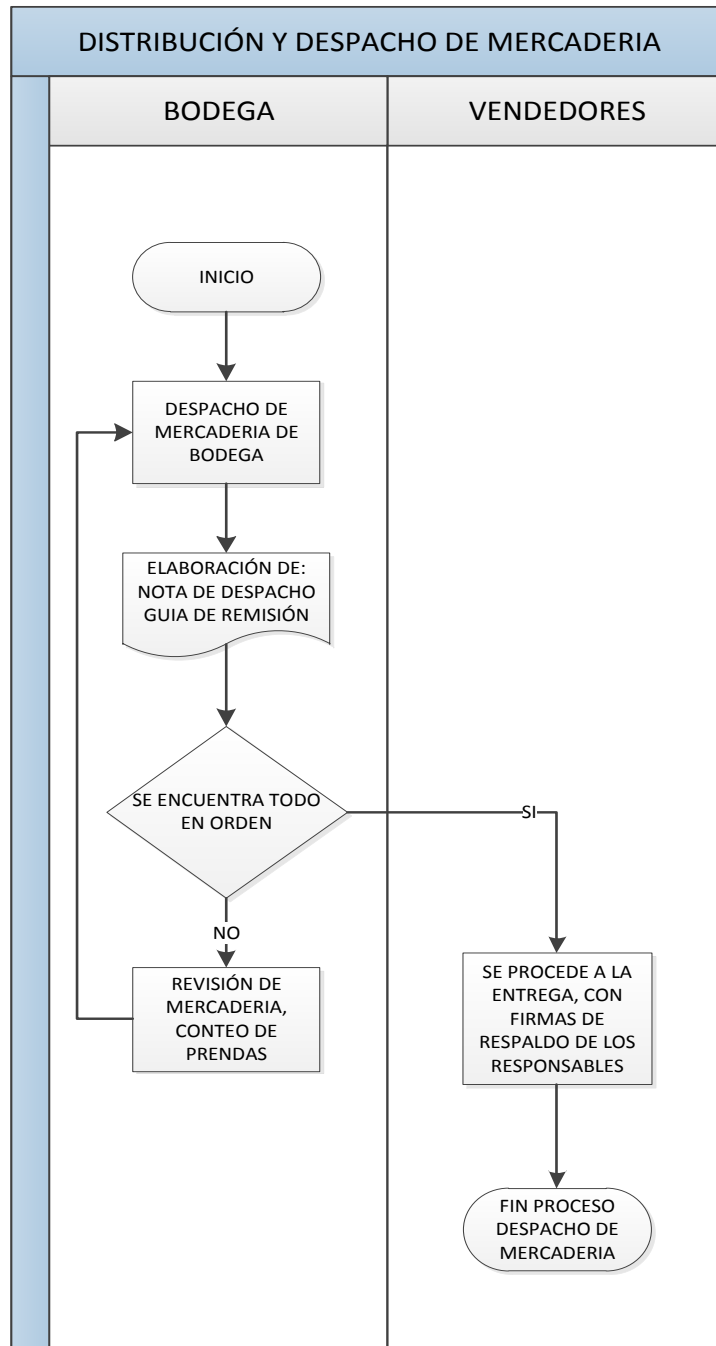 DISTRIBUCIÓN Y DESPACHO DE MERCADERIA
BODEGA
VENDEDORES
INICIO
DESPACHO DE
MERCADERIA DE
BODEGA
ELABORACIÓN DE:
NOTA DE DESPACHO
GUIA DE REMISIÓN
SE ENCUENTRA TODO
EN ORDEN
SI
NO
REVISIÓN DE
MERCADERIA,
CONTEO DE
PRENDAS
SE PROCEDE A LA
ENTREGA, CON
FIRMAS DE
RESPALDO DE LOS
RESPONSABLES
FIN PROCESO
DESPACHO DE
MERCADERIA